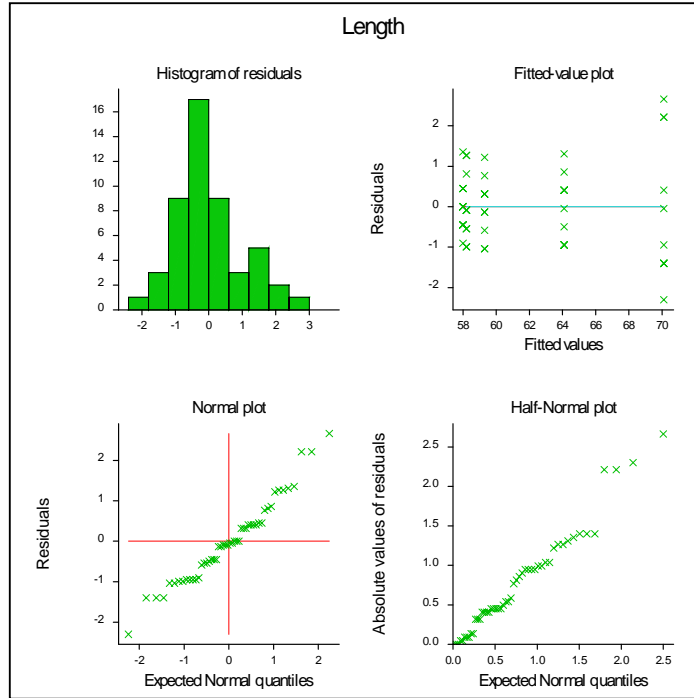 Length
Histogram of residuals
16
14
12
10
8
6
4
2
0
-2 -1 0 1 2 3
Fitted-value plot
Residuals
2
1
0
-1
-2
58 60 62 64 66 68 70
Fitted values
Normal plot
Residuals
2
1
0
-1
-2
-2 -1 0 1 2
Expected Normal quantiles
Half-Normal plot
Absolute values of residuals
2.5
2.0
1.5
1.0
0.5
0.0
0.0 0.5 1.0 1.5 2.0 2.5
Expected Normal quantiles